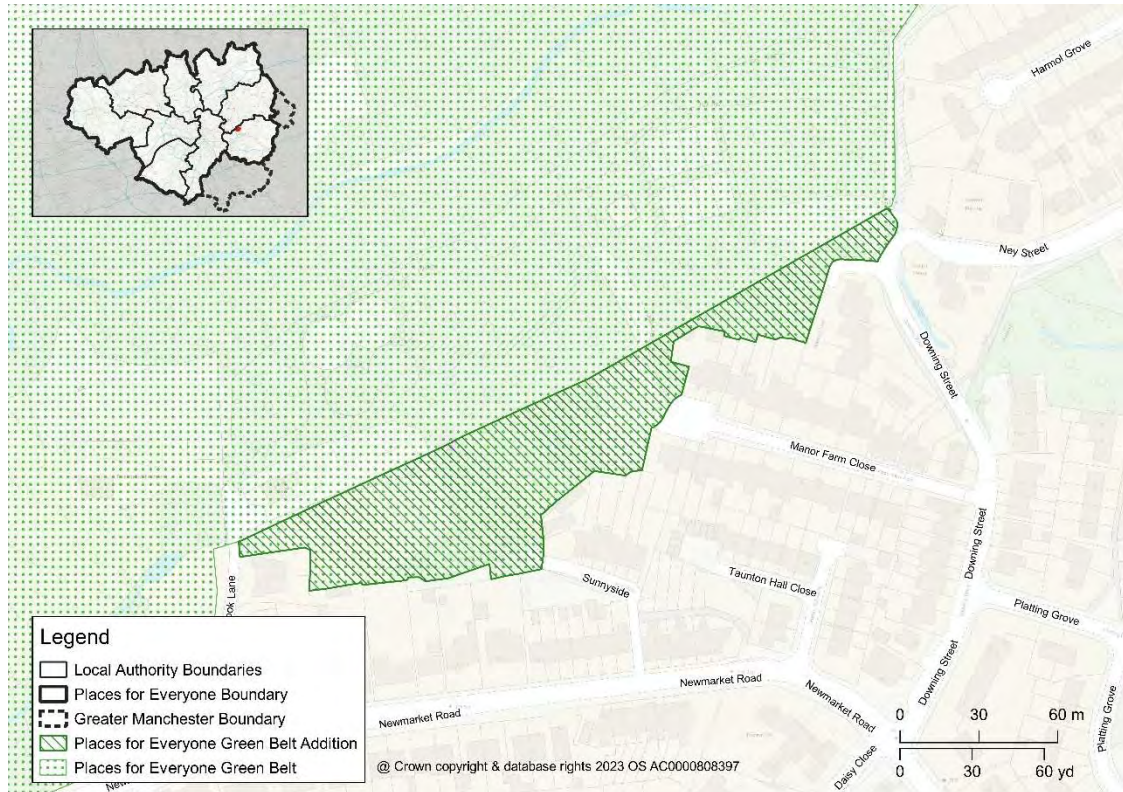 Harmol Grove
Ney Street
Downing Street
Manor Farm Close
Downing Street
Sunnyside
Taunton Hall Close
Platting Grove
ok Lane
Newmarket Road
Newmarket Road
Newmarket Road
Downing Street
Platting Grove
Daisy Close
Legend
Local Authority Boundaries
Places for Everyone Boundary
Greater Manchester Boundary
Places for Everyone Green Belt Addition
Places for Everyone Green Belt
@ Crown copyright & database rights 2023 OS AC0000808397
0 30 60 m
0 30 60 yd